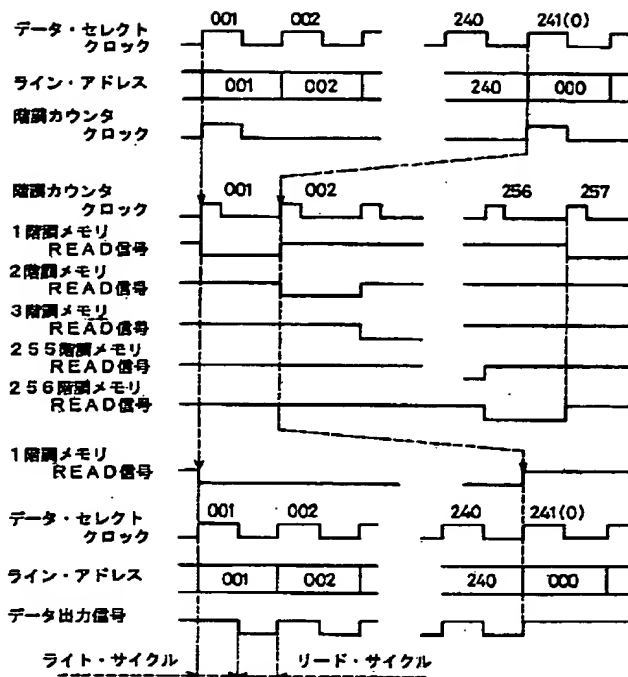 001 002 240 241(0)
データ・セレクト
クロック
ライン・アドレス
001 002 240 000
階調カウンタ
クロック
001 002 256 257
階調カウンタ
クロック
1階調メモリ
READ信号
2階調メモリ
READ信号
3階調メモリ
READ信号
255階調メモリ
READ信号
256階調メモリ
READ信号
1階調メモリ
READ信号
001 002 240 241(0)
データ・セレクト
クロック
ライン・アドレス
001 002 240 000
データ出力信号
ライト・サイクル リード・サイクル